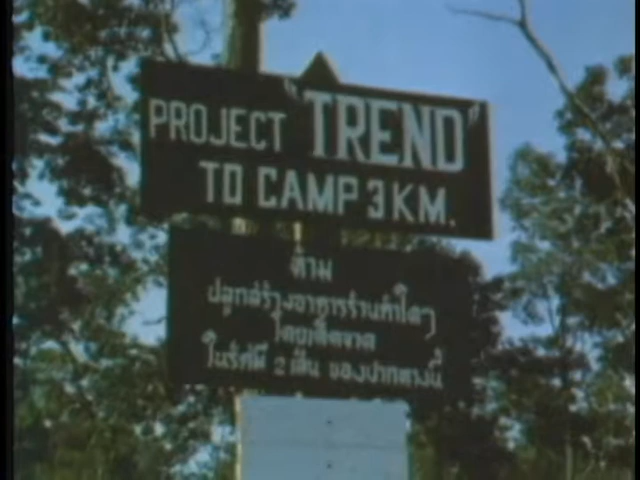 PROJECT "TREND"
TO CAMP 3 KM.
ห้าม
ปลูกสร้างอาคารร้านค้าใดๆ
โดยเด็ดขาด
ในรัศมี 2 เส้น ของปากทางนี้